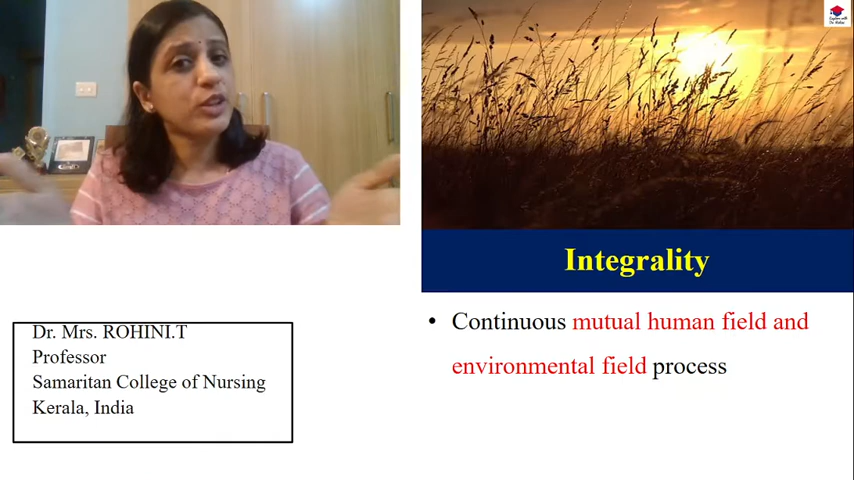 Dr. Mrs. ROHINI.T
Professor
Samaritan College of Nursing
Kerala, India
Integrality
• Continuous mutual human field and
environmental field process